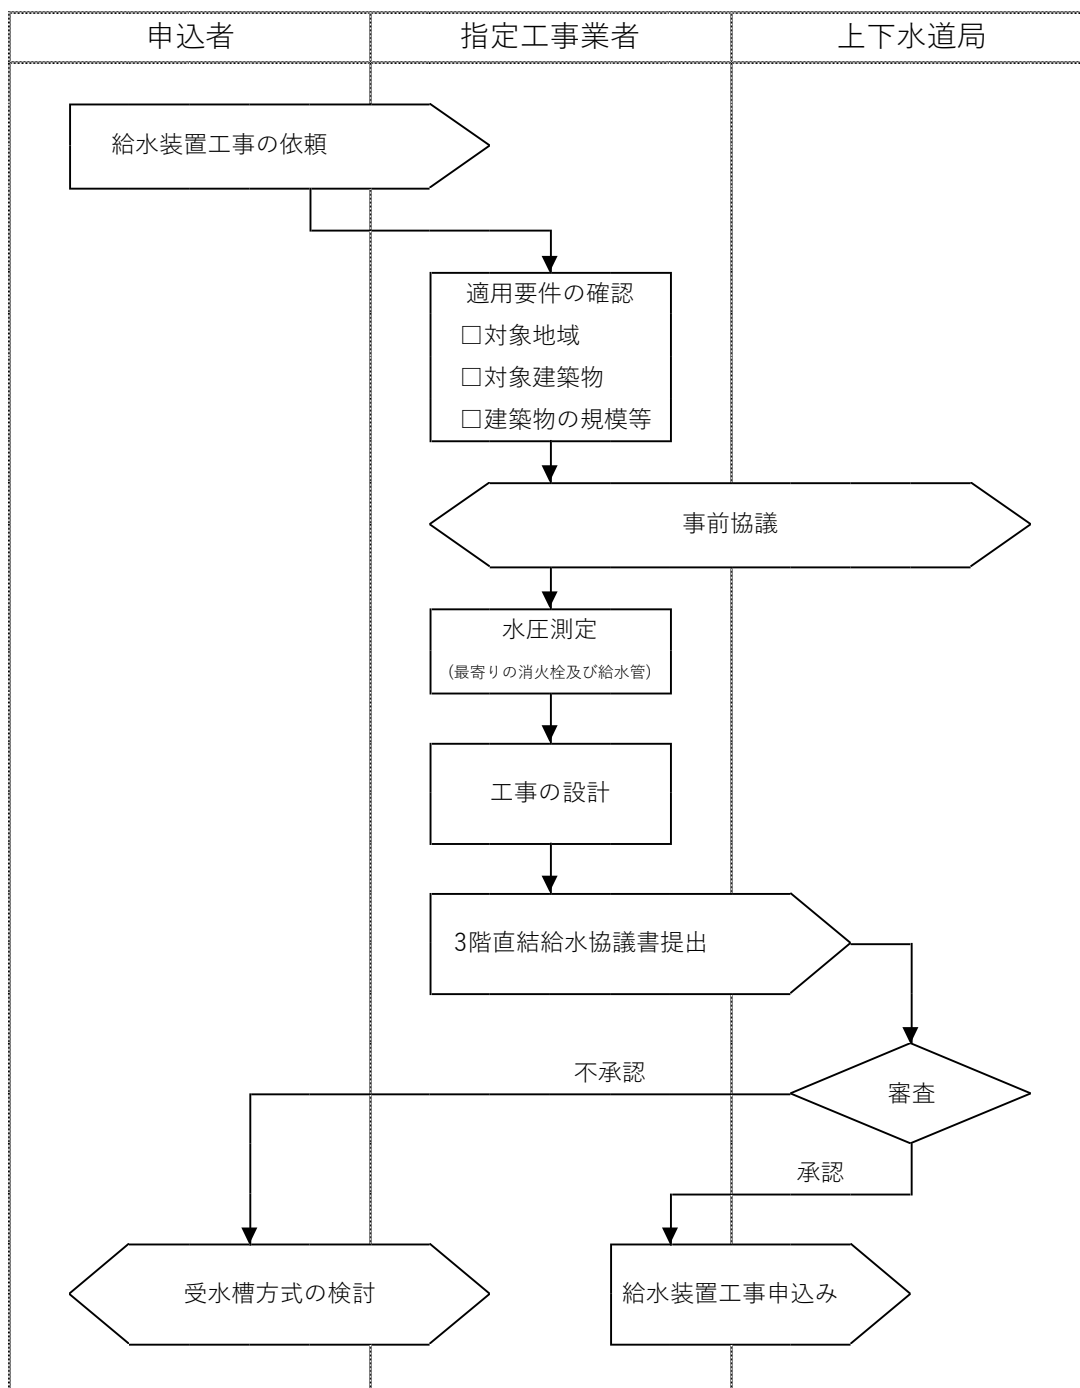 申込者
指定工事業者
上下水道局
給水装置工事の依頼
適用要件の確認
□対象地域
□対象建築物
□建築物の規模等
事前協議
水圧測定
(最寄りの消火栓及び給水管)
工事の設計
3階直結給水協議書提出
不承認
審査
承認
受水槽方式の検討
給水装置工事申込み